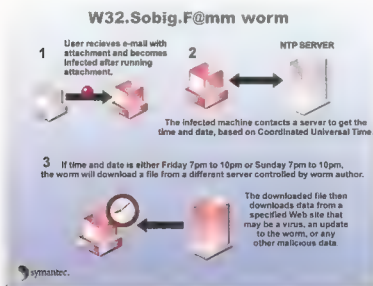 W32.Sobig.F@mm worm
1
User recieves e-mail with
attachment and becomes
infected after running
attachment.
2
NTP SERVER
The infected machine contacts a server to get the
time and date, based on Coordinated Universal Time
3
If time and date is either Friday 7pm to 10pm or Sunday 7pm to 10pm,
the worm will download a file from a different server controlled by worm author.
The downloaded file then
downloads data from a
specified Web site that
may be a virus, an update
to the worm, or any
other malicious data
symantec.